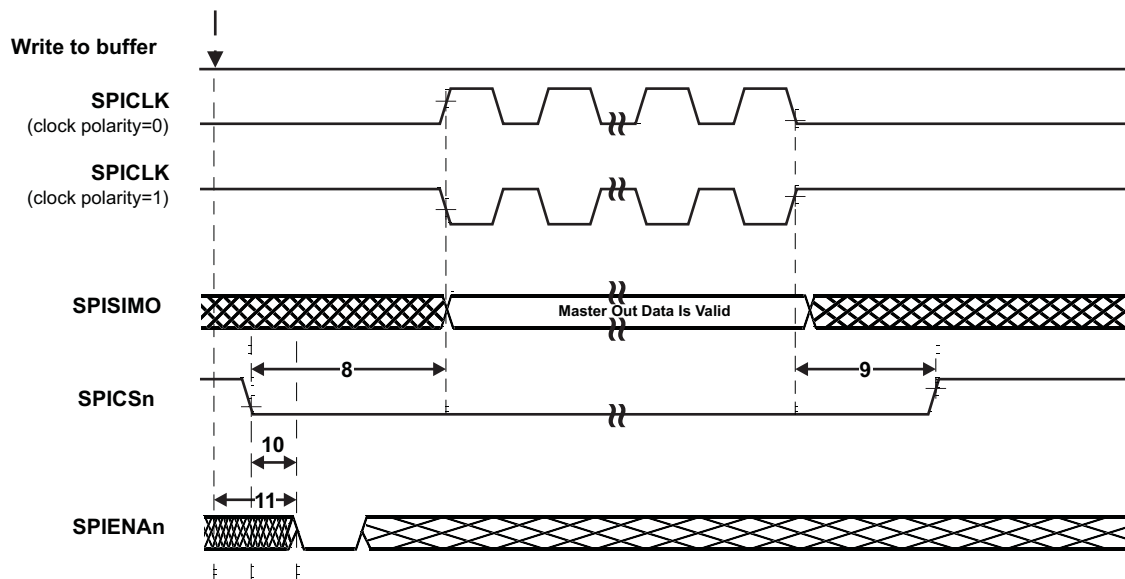 Write to buffer
SPICLK
(clock polarity=0)
SPICLK
(clock polarity=1)
SPISIMO
Master Out Data Is Valid
8
9
SPICSn
10
11
SPIENAn